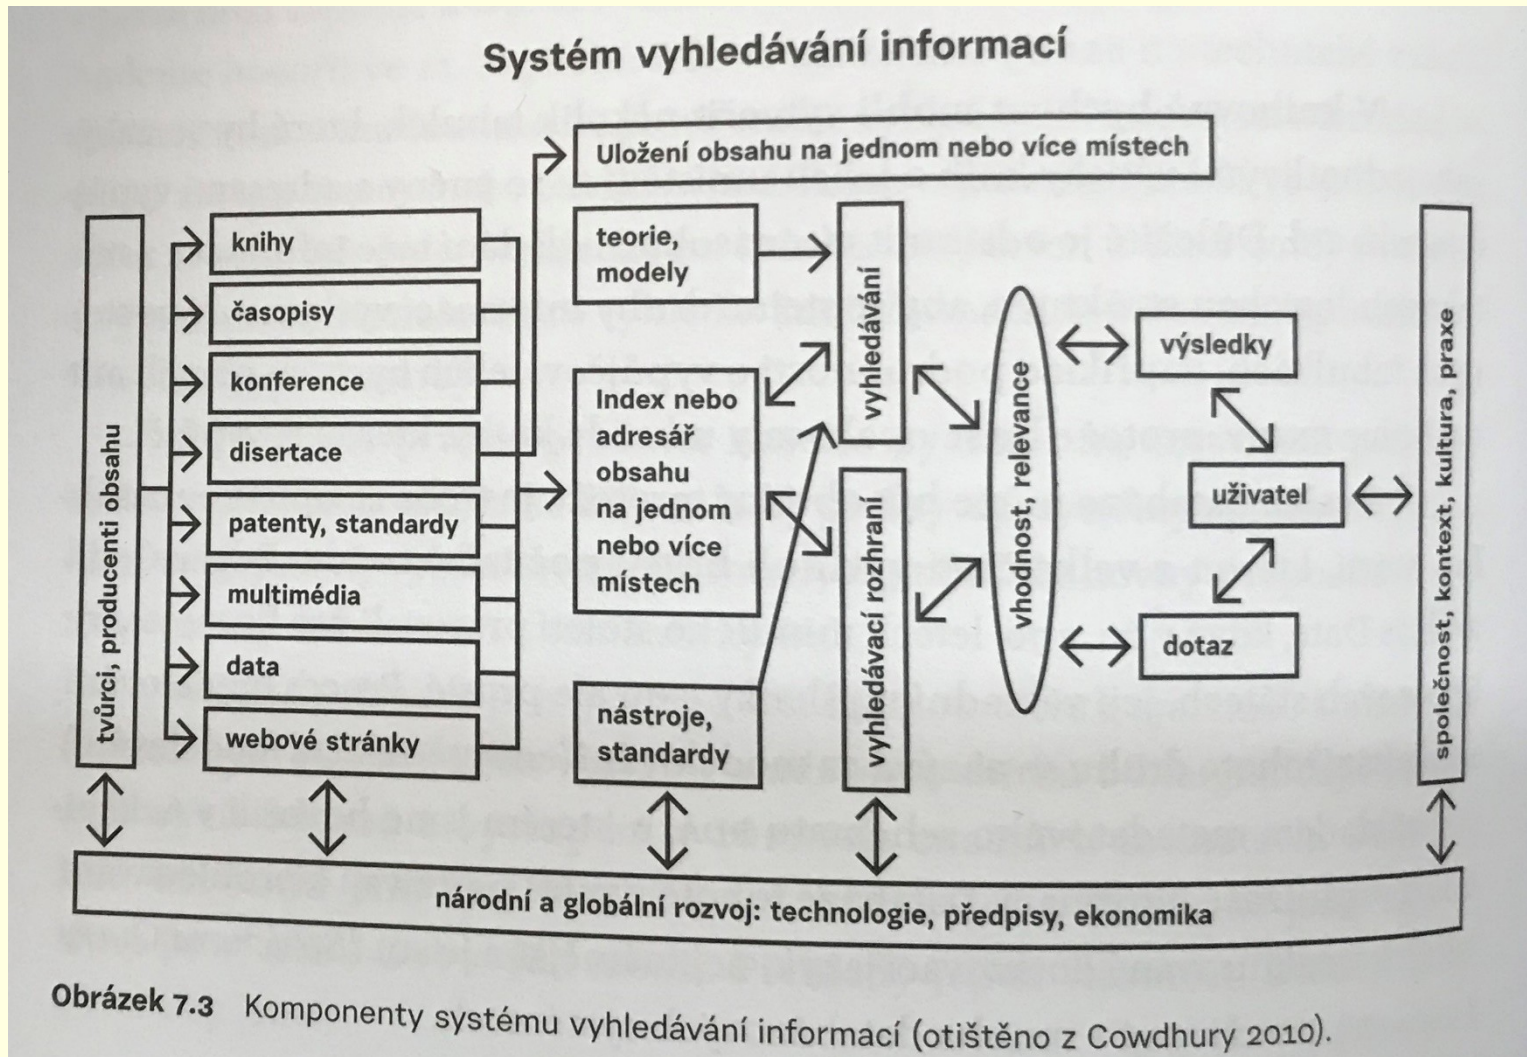 Systém vyhledávání informací
Uložení obsahu na jednom nebo více místech
tvůrci, producenti obsahu
knihy
časopisy
konference
disertace
patenty, standardy
multimédia
data
webové stránky
teorie,
modely
Index nebo
adresář
obsahu
na jednom
nebo více
místech
nástroje,
standardy
vyhledávání
vyhledávací rozhraní
vhodnost, relevance
výsledky
uživatel
dotaz
společnost, kontext, kultura, praxe
národní a globální rozvoj: technologie, předpisy, ekonomika
Obrázek 7.3 Komponenty systému vyhledávání informací (otištěno z Cowdhury 2010).